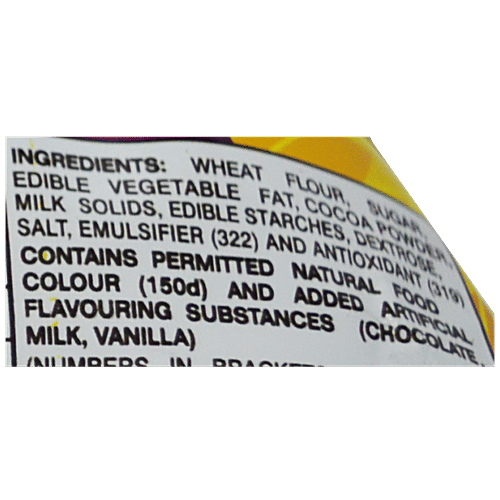 INGREDIENTS: WHEAT FLOUR, SUGAR,
EDIBLE VEGETABLE FAT, COCOA POWDER,
MILK SOLIDS, EDIBLE STARCHES, DEXTROSE,
SALT, EMULSIFIER (322) AND ANTIOXIDANT (319)
CONTAINS PERMITTED NATURAL FOOD
COLOUR (150d) AND ADDED ARTIFICIAL
FLAVOURING SUBSTANCES (CHOCOLATE,
MILK, VANILLA)
(NUMBERS IN